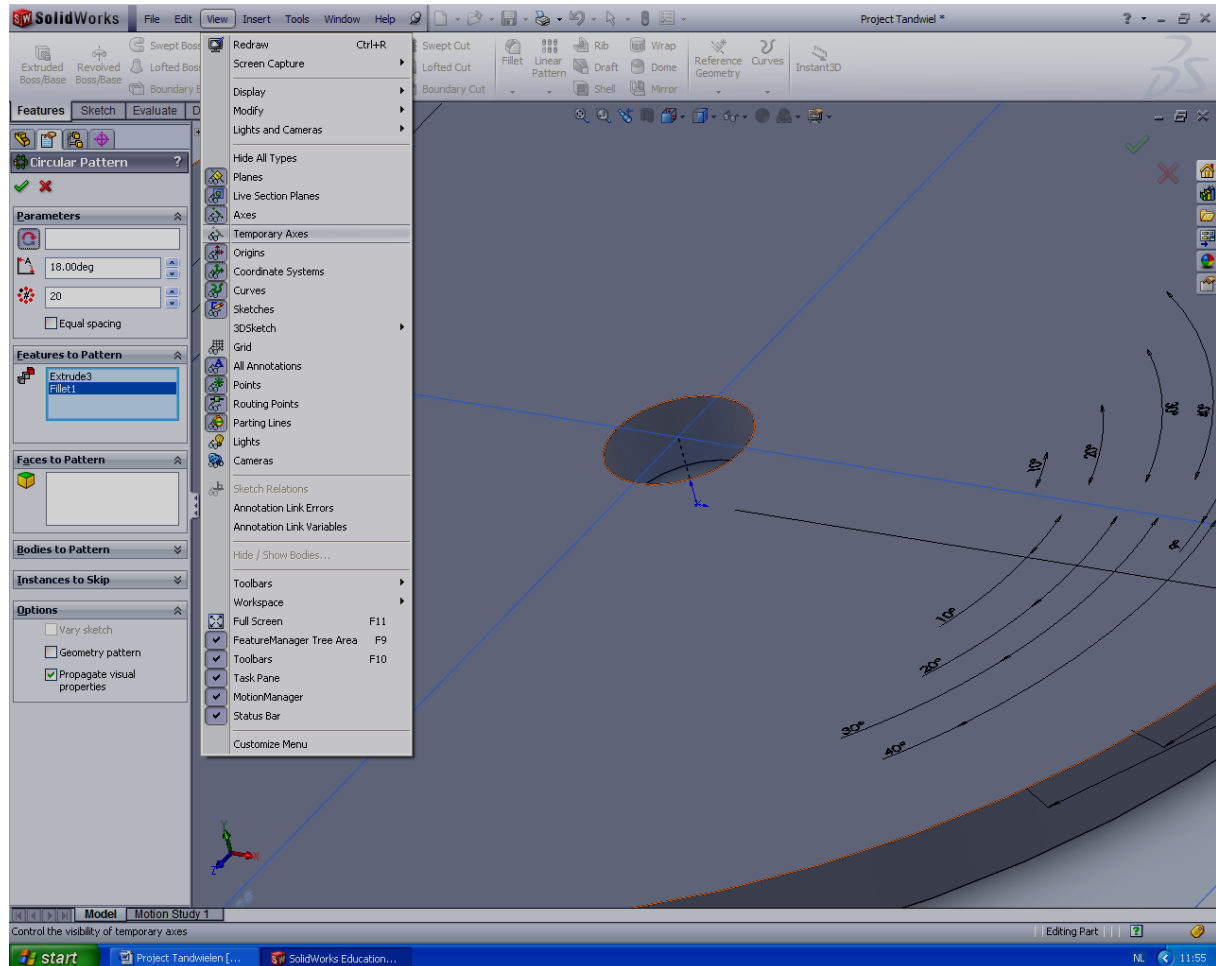 SolidWorks File Edit View Insert Tools Window Help Project Tandwiel *
Extruded Boss/Base
Revolved Boss/Base
Swept Bos
Lofted Bos
Boundary B
Swept Cut
Lofted Cut
Boundary Cut
Fillet
Linear Pattern
Rib
Draft
Shell
Wrap
Dome
Mirror
Reference Geometry
Curves
Instant3D
Features Sketch Evaluate D
Circular Pattern ?
Parameters
18.00deg
20
Equal spacing
Features to Pattern
Extrude3
Fillet1
Faces to Pattern
Bodies to Pattern
Instances to Skip
Options
Vary sketch
Geometry pattern
Propagate visual
properties
Redraw Ctrl+R
Screen Capture
Display
Modify
Lights and Cameras
Hide All Types
Planes
Live Section Planes
Axes
Temporary Axes
Origins
Coordinate Systems
Curves
Sketches
3DSketch
Grid
All Annotations
Points
Routing Points
Parting Lines
Lights
Cameras
Sketch Relations
Annotation Link Errors
Annotation Link Variables
Hide / Show Bodies...
Toolbars
Workspace
Full Screen F11
FeatureManager Tree Area F9
Toolbars F10
Task Pane
MotionManager
Status Bar
Customize Menu
10°
20°
30°
10°
20°
30°
40°
Y
X
Z
Model Motion Study 1
Control the visibility of temporary axes
Editing Part
start Project Tandwielen [... SolidWorks Education... NL 11:55